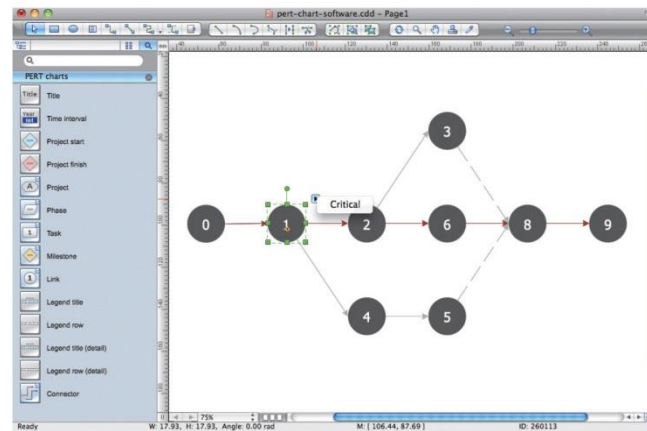 pert-chart-software.cdd - Page1
PERT charts
Title Title
Time interval
Project start
Project finish
A Project
Phase
1 Task
Milestone
1 Link
Legend title
Legend row
Legend title (detail)
Legend row (detail)
Connector
3
Critical
0 1 2 6 8 9
4 5
75%
Ready W: 17.93, H: 17.93, Angle: 0.00 rad M: [ 106.44, 87.69 ] ID: 260113